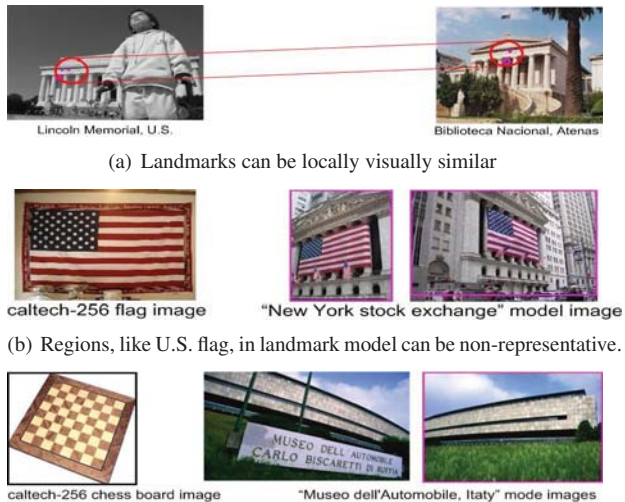 Lincoln Memorial, U.S.
Biblioteca Nacional, Atenas
(a) Landmarks can be locally visually similar
caltech-256 flag image
"New York stock exchange" model image
(b) Regions, like U.S. flag, in landmark model can be non-representative.
MUSEO DELL'AUTOMOBILE
CARLO BISCARETTI DI RUFFIA
caltech-256 chess board image
"Museo dell'Automobile, Itaty" mode images